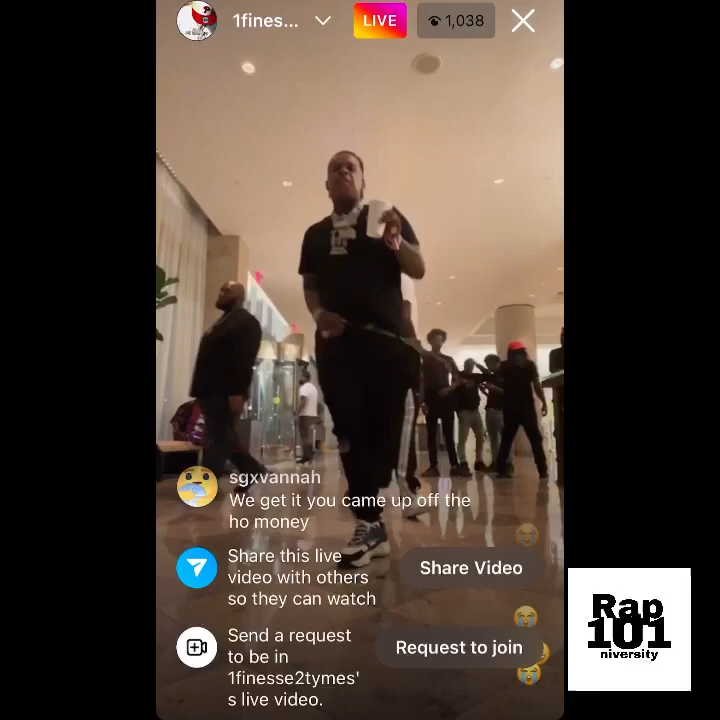 1fines...
LIVE
1,038
sgxvannah
We get it you came up off the
ho money
Share this live
video with others
so they can watch
Share Video
Send a request
to be in
1finesse2tymes'
s live video.
Request to join
Rap
101
niversity